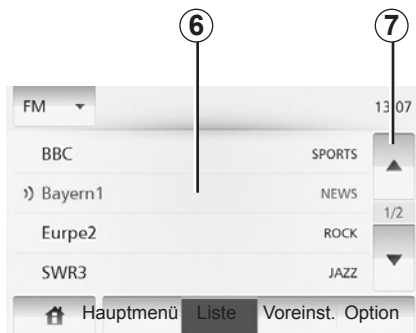 6 7
FM 13:07
BBC SPORTS
Bayern1 NEWS
1/2
Eurpe2 ROCK
SWR3 JAZZ
Hauptmenü Liste Voreinst. Option